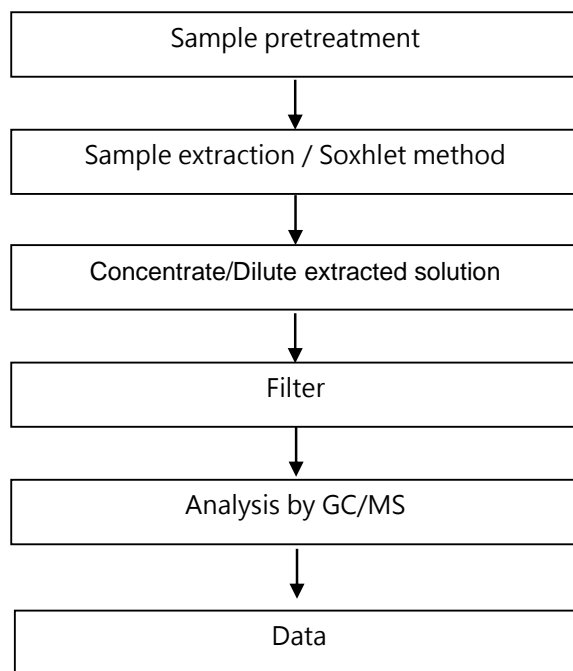 Sample pretreatment
Sample extraction / Soxhlet method
Concentrate/Dilute extracted solution
Filter
Analysis by GC/MS
Data